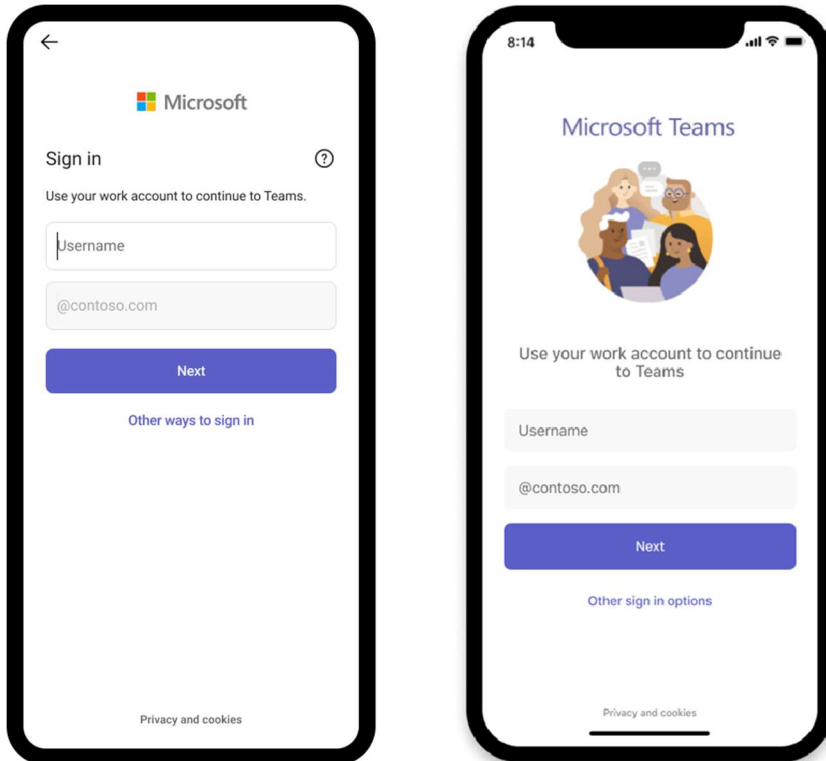 Microsoft
Sign in
Use your work account to continue to Teams.
Username
@contoso.com
Next
Other ways to sign in
Privacy and cookies
8:14
Microsoft Teams
Use your work account to continue
to Teams
Username
@contoso.com
Next
Other sign in options
Privacy and cookies